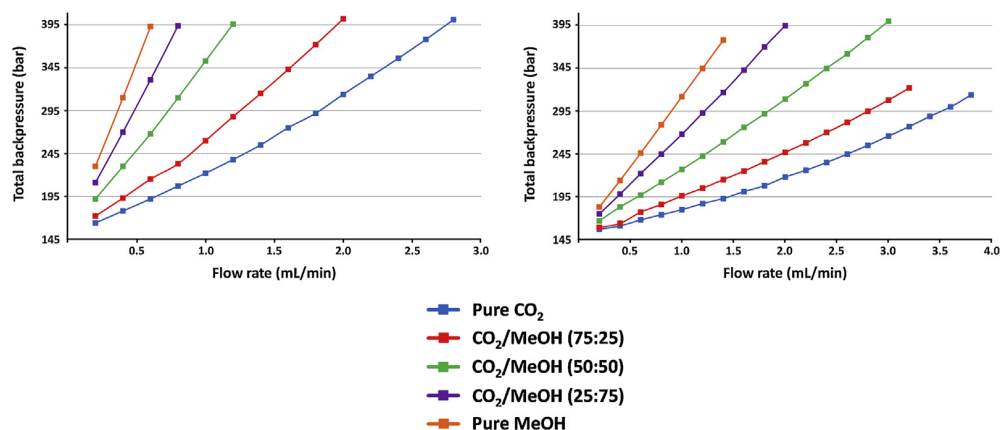 Total backpressure (bar)
395
345
295
245
195
145
0.5
1.0
1.5
2.0
2.5
3.0
Flow rate (mL/min)
Total backpressure (bar)
395
345
295
245
195
145
0.5
1.0
1.5
2.0
2.5
3.0
3.5
4.0
Flow rate (mL/min)
Pure CO₂
CO₂/MeOH (75:25)
CO₂/MeOH (50:50)
CO₂/MeOH (25:75)
Pure MeOH